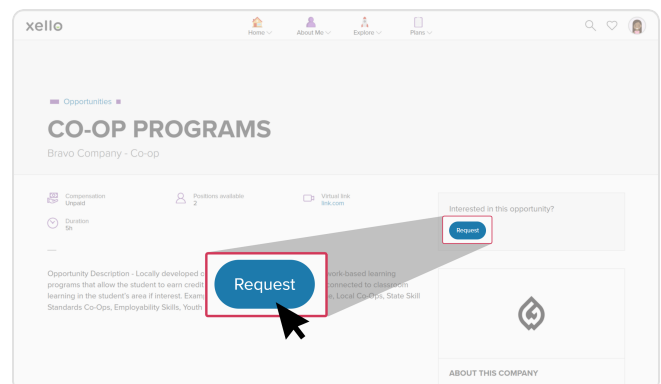 xello
Home
About Me
Explore
Plans
Opportunities
CO-OP PROGRAMS
Bravo Company - Co-op
Compensation
Unpaid
Positions available
2
Virtual link
link.com
Duration
5h
Interested in this opportunity?
Request
Opportunity Description - Locally developed o work-based learning
programs that allow the student to earn credit connected to classroom
learning in the student's area if interest. Exam Local Co-Ops, State Skill
Standards Co-Ops, Employability Skills, Youth
Request
ABOUT THIS COMPANY